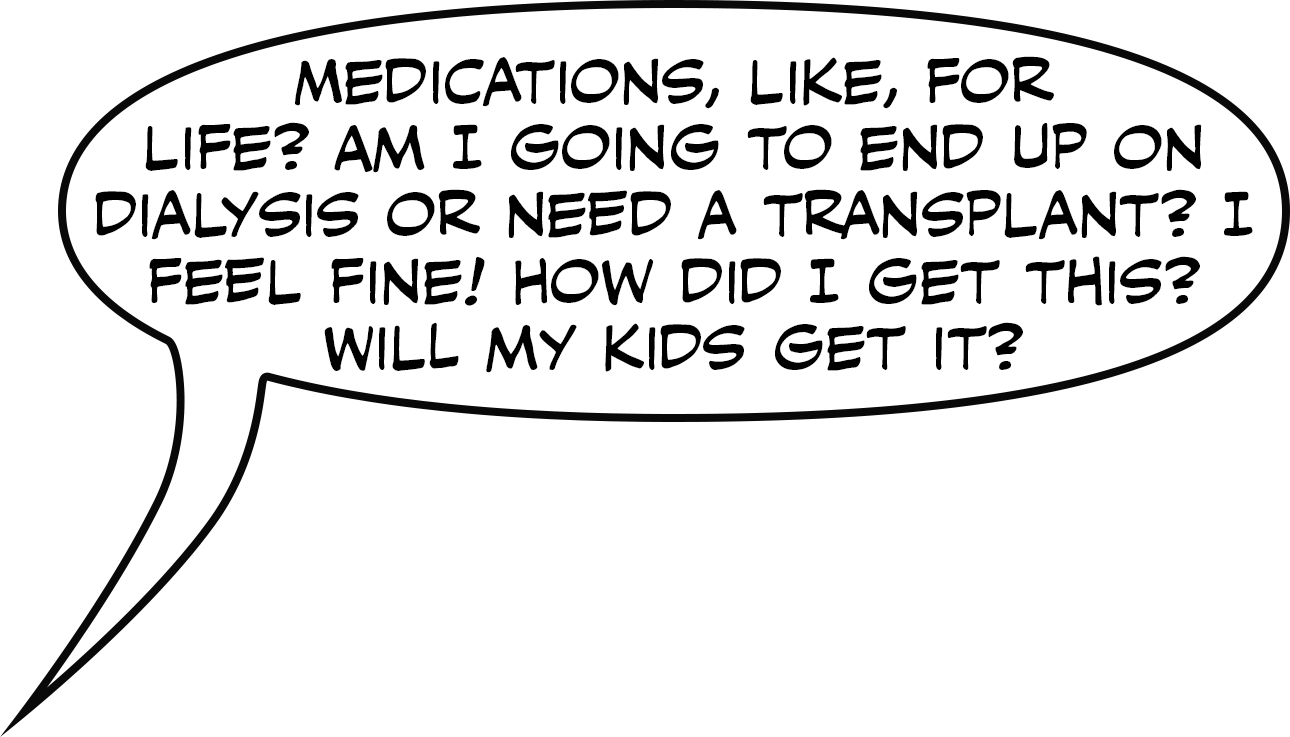 MEDICATIONS, LIKE, FOR
LIFE? AM I GOING TO END UP ON
DIALYSIS OR NEED A TRANSPLANT? I
FEEL FINE! HOW DID I GET THIS?
WILL MY KIDS GET IT?